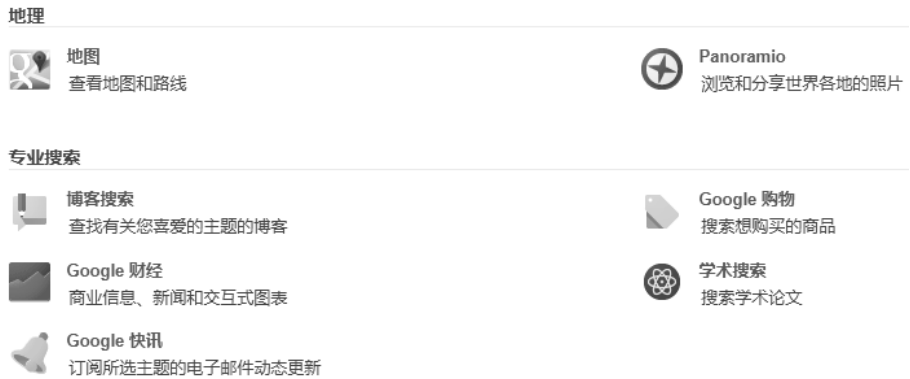 地理
地图
查看地图和路线
Panoramio
浏览和分享世界各地的照片
专业搜索
博客搜索
查找有关您喜爱的主题的博客
Google 购物
搜索想购买的商品
Google 财经
商业信息、新闻和交互式图表
学术搜索
搜索学术论文
Google 快讯
订阅所选主题的电子邮件动态更新